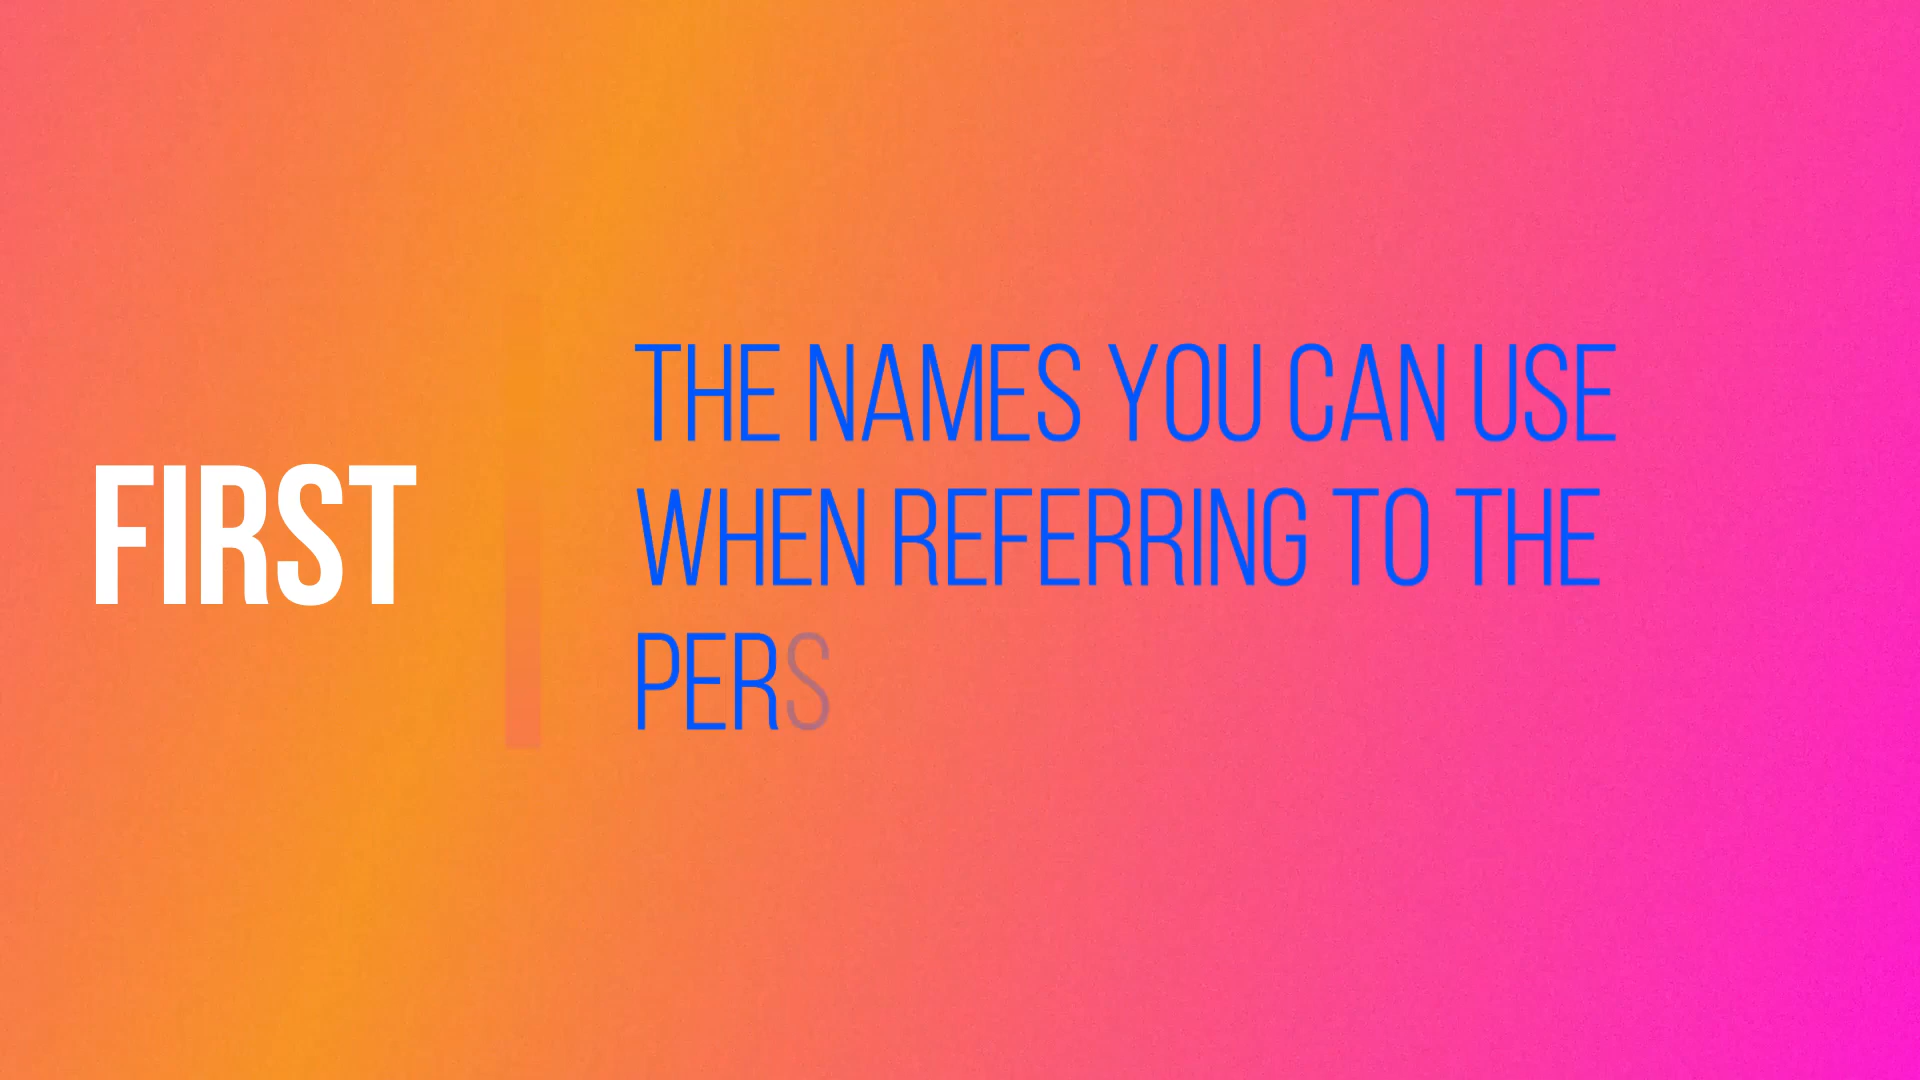 FIRST
THE NAMES YOU CAN USE
WHEN REFERRING TO THE
PERS